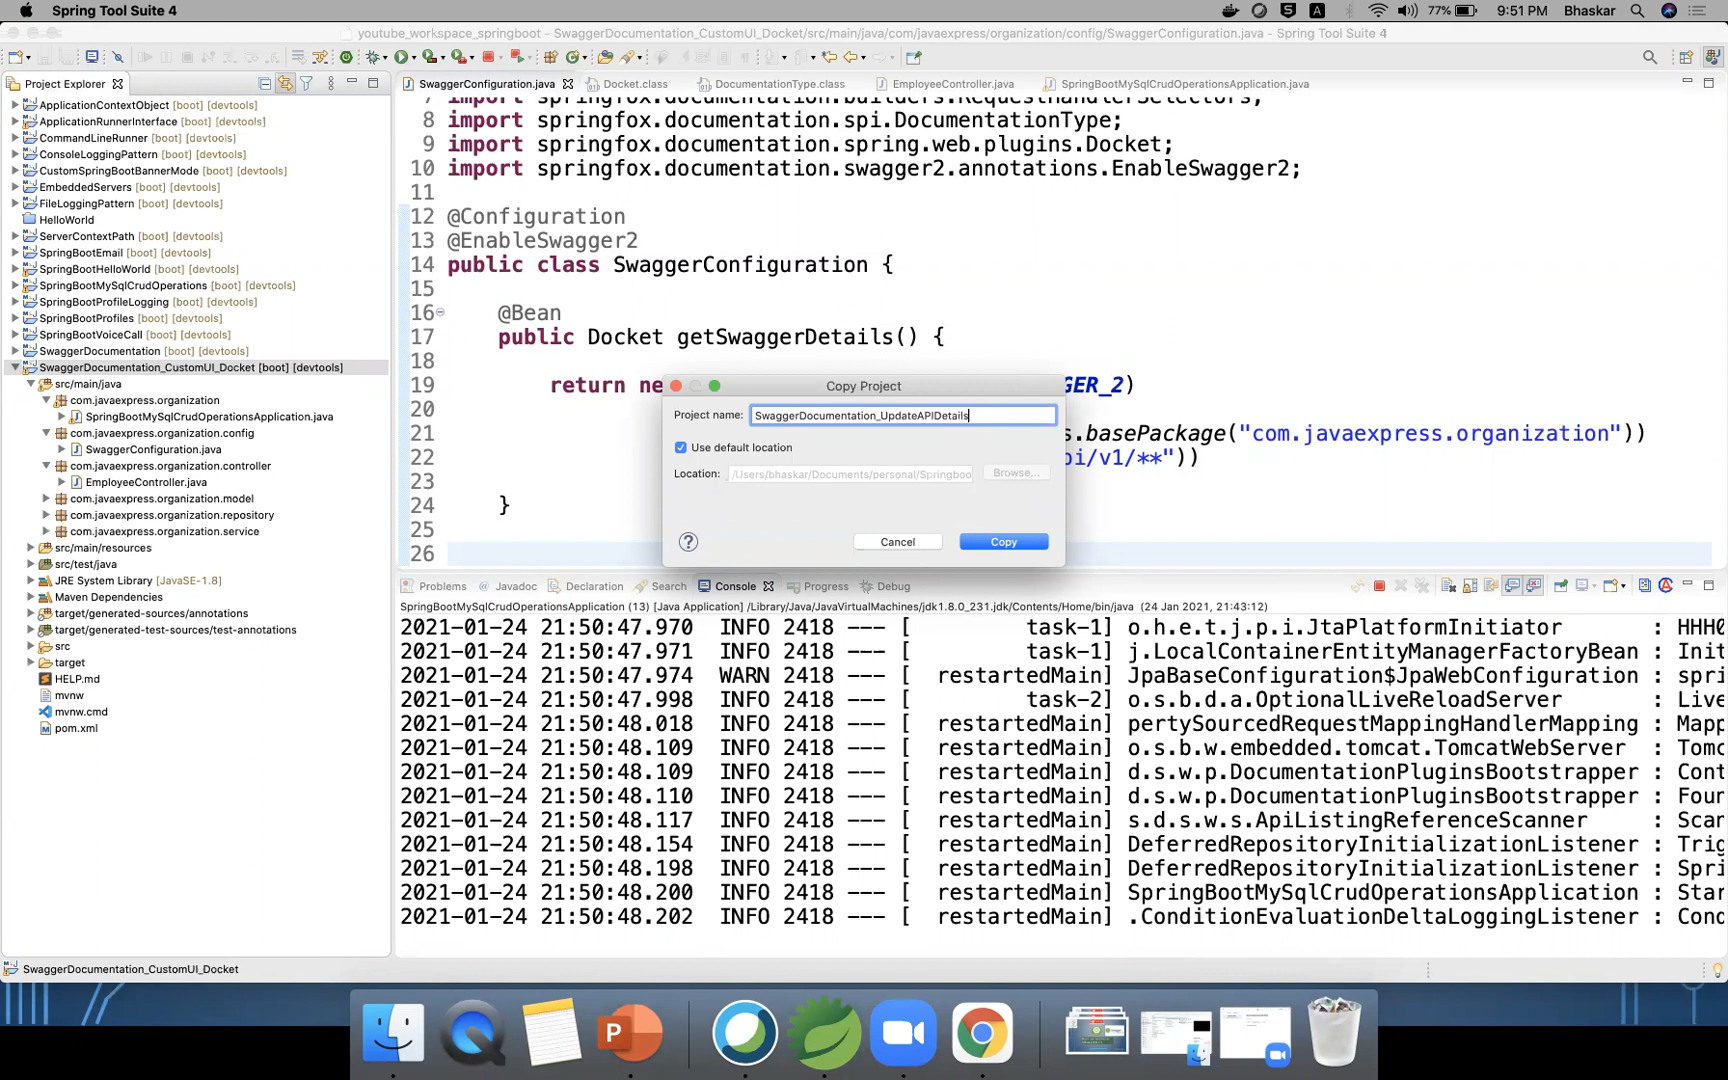 Spring Tool Suite 4
77%
9:51 PM
Bhaskar
youtube_workspace_springboot – SwaggerDocumentation_CustomUI_Docket/src/main/java/com/javaexpress/organization/config/SwaggerConfiguration.java – Spring Tool Suite 4
Project Explorer
ApplicationContextObject [boot] [devtools]
ApplicationRunnerInterface [boot] [devtools]
CommandLineRunner [boot] [devtools]
ConsoleLoggingPattern [boot] [devtools]
CustomSpringBootBannerMode [boot] [devtools]
EmbeddedServers [boot] [devtools]
FileLoggingPattern [boot] [devtools]
HelloWorld
ServerContextPath [boot] [devtools]
SpringBootEmail [boot] [devtools]
SpringBootHelloWorld [boot] [devtools]
SpringBootMySqlCrudOperations [boot] [devtools]
SpringBootProfileLogging [boot] [devtools]
SpringBootProfiles [boot] [devtools]
SpringBootVoiceCall [boot] [devtools]
SwaggerDocumentation [boot] [devtools]
SwaggerDocumentation_CustomUI_Docket [boot] [devtools]
src/main/java
com.javaexpress.organization
SpringBootMySqlCrudOperationsApplication.java
com.javaexpress.organization.config
SwaggerConfiguration.java
com.javaexpress.organization.controller
EmployeeController.java
com.javaexpress.organization.model
com.javaexpress.organization.repository
com.javaexpress.organization.service
src/main/resources
src/test/java
JRE System Library [JavaSE-1.8]
Maven Dependencies
target/generated-sources/annotations
target/generated-test-sources/test-annotations
src
target
HELP.md
mvnw
mvnw.cmd
pom.xml
SwaggerDocumentation_CustomUI_Docket
SwaggerConfiguration.java
Docket.class
DocumentationType.class
EmployeeController.java
SpringBootMySqlCrudOperationsApplication.java
7 import springfox.documentation.builders.RequestHandlerSelectors;
8 import springfox.documentation.spi.DocumentationType;
9 import springfox.documentation.spring.web.plugins.Docket;
10 import springfox.documentation.swagger2.annotations.EnableSwagger2;
11
12 @Configuration
13 @EnableSwagger2
14 public class SwaggerConfiguration {
15
16 @Bean
17 public Docket getSwaggerDetails() {
18
19 return ne GER_2)
20
21 s.basePackage("com.javaexpress.organization"))
22 pi/v1/**"))
23
24 }
25
26
Copy Project
Project name: SwaggerDocumentation_UpdateAPIDetails
Use default location
Location: /Users/bhaskar/Documents/personal/Springboo
Browse...
?
Cancel
Copy
Problems
@ Javadoc
Declaration
Search
Console
Progress
Debug
SpringBootMySqlCrudOperationsApplication (13) [Java Application] /Library/Java/JavaVirtualMachines/jdk1.8.0_231.jdk/Contents/Home/bin/java (24 Jan 2021, 21:43:12)
2021-01-24 21:50:47.970 INFO 2418 --- [ task-1] o.h.e.t.j.p.i.JtaPlatformInitiator : HHH0
2021-01-24 21:50:47.971 INFO 2418 --- [ task-1] j.LocalContainerEntityManagerFactoryBean : Init
2021-01-24 21:50:47.974 WARN 2418 --- [ restartedMain] JpaBaseConfiguration$JpaWebConfiguration : spri
2021-01-24 21:50:47.998 INFO 2418 --- [ task-2] o.s.b.d.a.OptionalLiveReloadServer : Live
2021-01-24 21:50:48.018 INFO 2418 --- [ restartedMain] pertySourcedRequestMappingHandlerMapping : Mapp
2021-01-24 21:50:48.109 INFO 2418 --- [ restartedMain] o.s.b.w.embedded.tomcat.TomcatWebServer : Tomc
2021-01-24 21:50:48.109 INFO 2418 --- [ restartedMain] d.s.w.p.DocumentationPluginsBootstrapper : Cont
2021-01-24 21:50:48.110 INFO 2418 --- [ restartedMain] d.s.w.p.DocumentationPluginsBootstrapper : Foun
2021-01-24 21:50:48.117 INFO 2418 --- [ restartedMain] s.d.s.w.s.ApiListingReferenceScanner : Scan
2021-01-24 21:50:48.154 INFO 2418 --- [ restartedMain] DeferredRepositoryInitializationListener : Trig
2021-01-24 21:50:48.198 INFO 2418 --- [ restartedMain] DeferredRepositoryInitializationListener : Spri
2021-01-24 21:50:48.200 INFO 2418 --- [ restartedMain] SpringBootMySqlCrudOperationsApplication : Star
2021-01-24 21:50:48.202 INFO 2418 --- [ restartedMain] .ConditionEvaluationDeltaLoggingListener : Cond